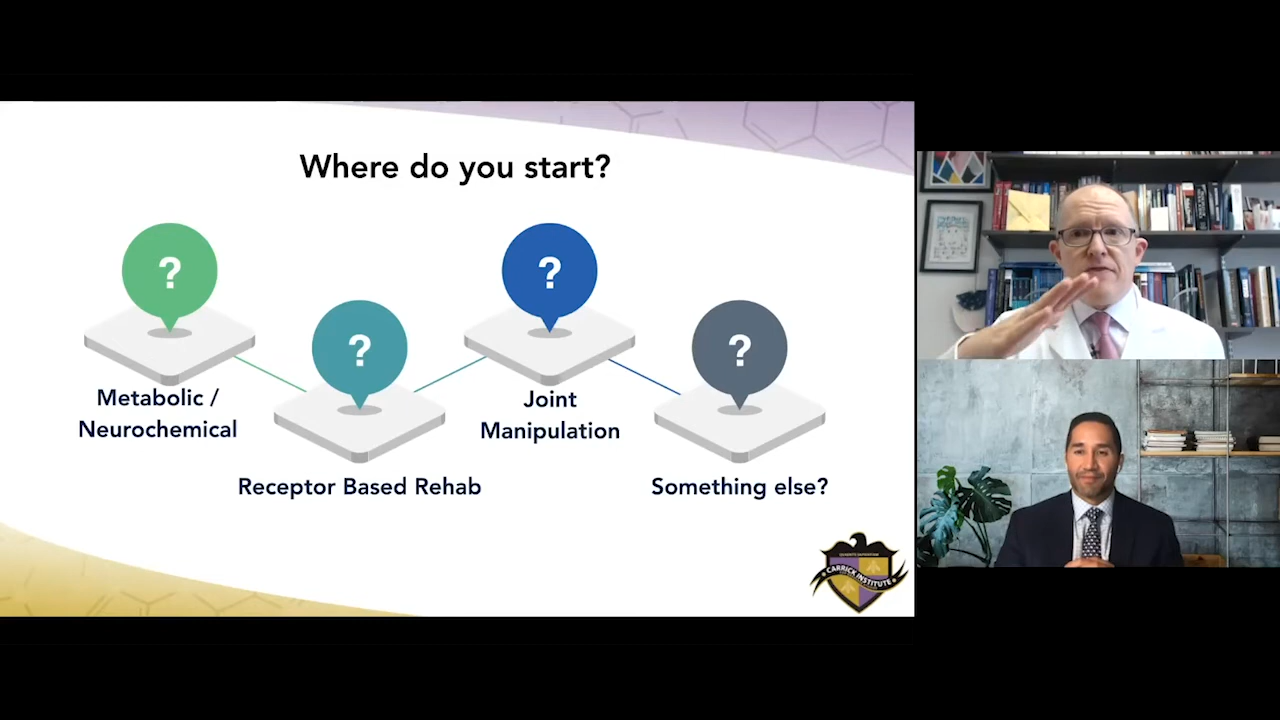 Where do you start?
?
?
?
?
Metabolic /
Neurochemical
Receptor Based Rehab
Joint
Manipulation
Something else?
CARRICK INSTITUTE